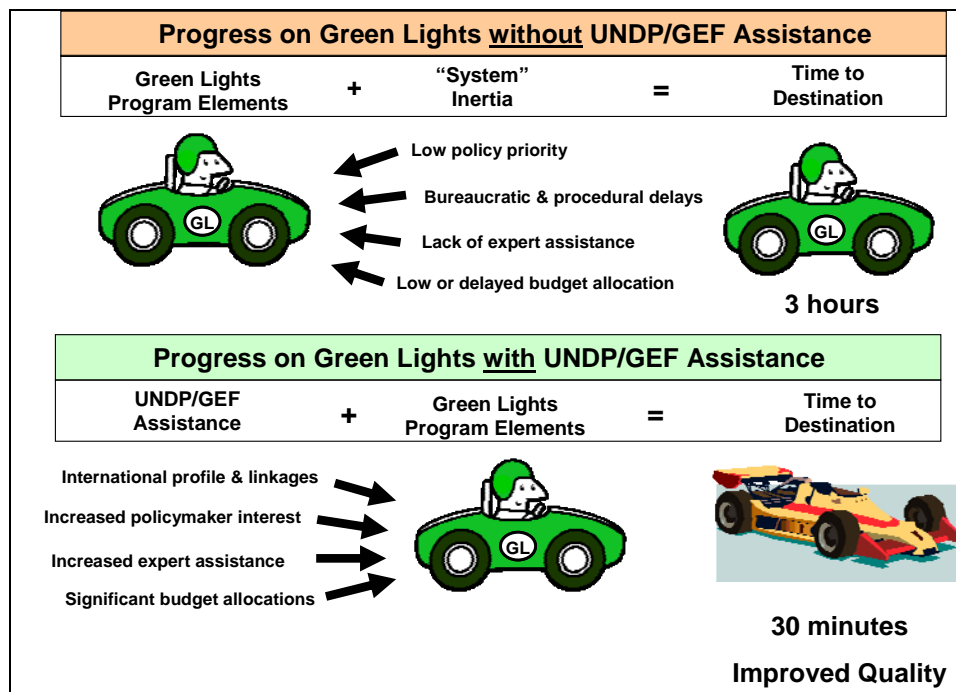 Progress on Green Lights without UNDP/GEF Assistance
Green Lights
Program Elements
+
“System”
Inertia
=
Time to
Destination
Low policy priority
Bureaucratic & procedural delays
Lack of expert assistance
Low or delayed budget allocation
GL
GL
3 hours
Progress on Green Lights with UNDP/GEF Assistance
UNDP/GEF
Assistance
+
Green Lights
Program Elements
=
Time to
Destination
International profile & linkages
Increased policymaker interest
Increased expert assistance
Significant budget allocations
GL
30 minutes
Improved Quality